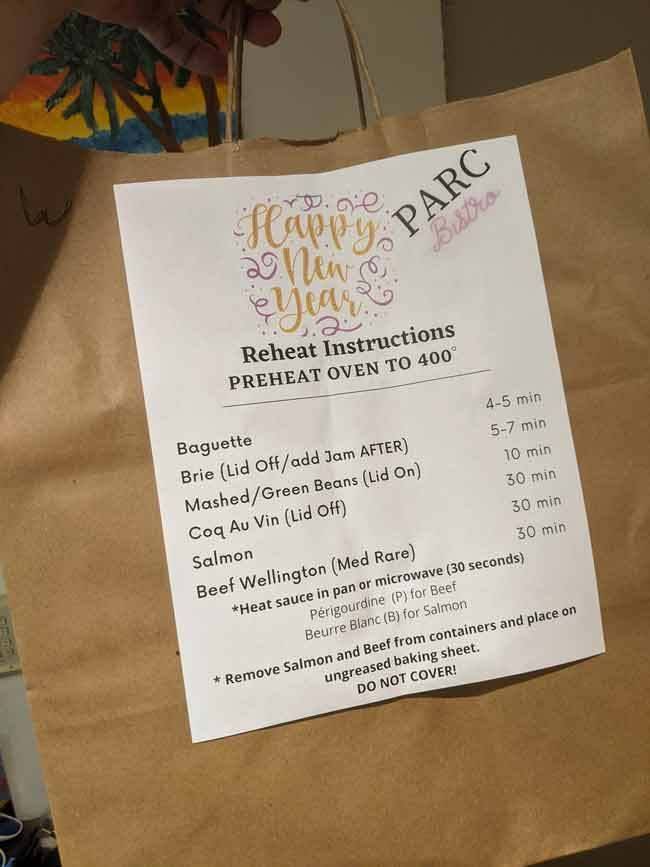 PARC
Bistro
Happy
New
Year
Reheat Instructions
PREHEAT OVEN TO 400°
Baguette 4-5 min
Brie (Lid Off/add Jam AFTER) 5-7 min
Mashed/Green Beans (Lid On) 10 min
Coq Au Vin (Lid Off) 30 min
Salmon 30 min
Beef Wellington (Med Rare) 30 min
*Heat sauce in pan or microwave (30 seconds)
Périgourdine (P) for Beef
Beurre Blanc (B) for Salmon
* Remove Salmon and Beef from containers and place on
ungreased baking sheet.
DO NOT COVER!